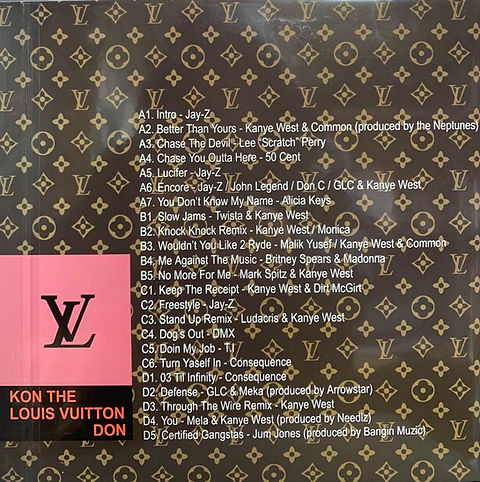 A1. Intro - Jay-Z
A2. Better Than Yours - Kanye West & Common (produced by the Neptunes)
A3. Chase The Devil - Lee "Scratch" Perry
A4. Chase You Outta Here - 50 Cent
A5. Lucifer - Jay-Z
A6. Encore - Jay-Z / John Legend / Don C / GLC & Kanye West
A7. You Don't Know My Name - Alicia Keys
B1. Slow Jams - Twista & Kanye West
B2. Knock Knock Remix - Kanye West / Monica
B3. Wouldn't You Like 2 Ryde - Malik Yusef / Kanye West & Common
B4. Me Against The Music - Britney Spears & Madonna
B5. No More For Me - Mark Spitz & Kanye West
C1. Keep The Receipt - Kanye West & Dirt McGirt
C2. Freestyle - Jay-Z
C3. Stand Up Remix - Ludacris & Kanye West
C4. Dog's Out - DMX
C5. Doin My Job - T.I
C6. Turn Yaself In - Consequence
D1. 03 Til Infinity - Consequence
D2. Defense - GLC & Meka (produced by Arrowstar)
D3. Through The Wire Remix - Kanye West
D4. You - Mela & Kanye West (produced by Needlz)
D5. Certified Gangstas - Jum Jones (produced by Bangin Muzic)
LV
KON THE
LOUIS VUITTON
DON